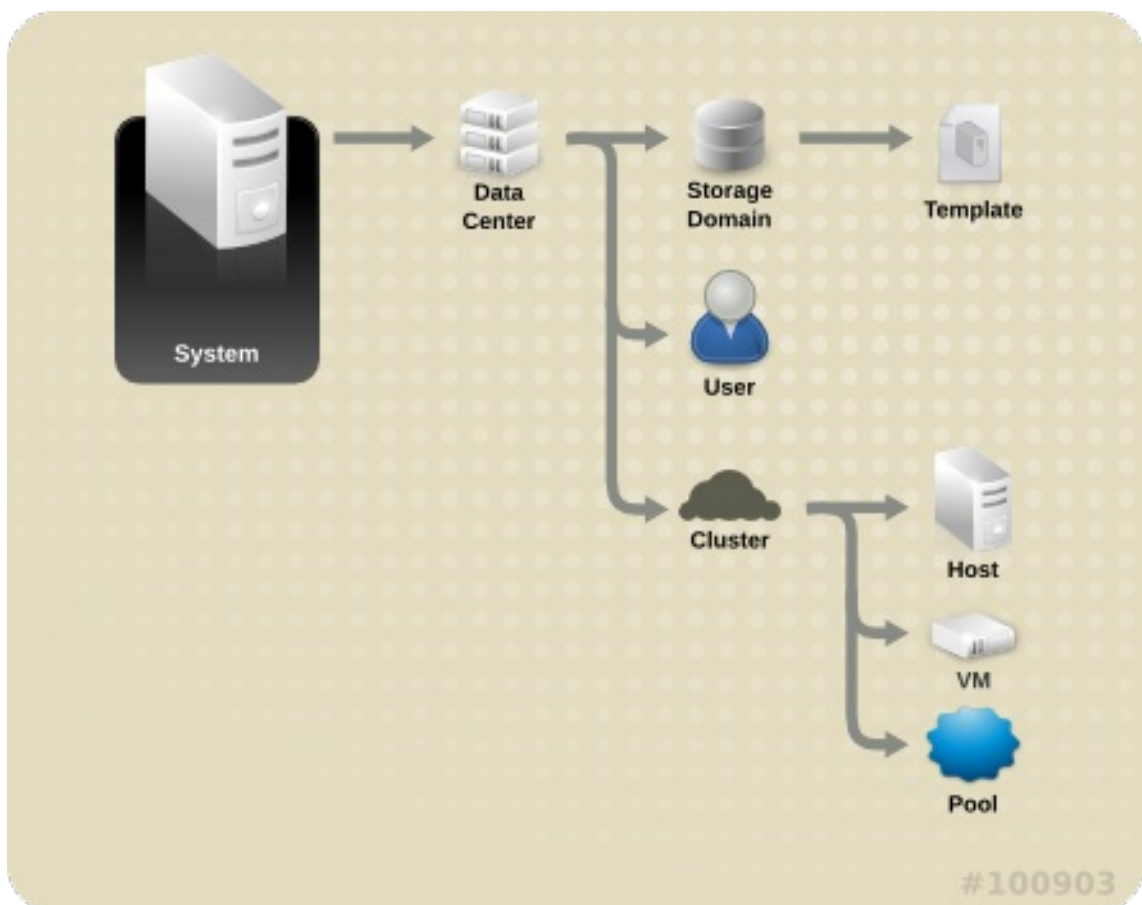 System
Data
Center
Storage
Domain
Template
User
Cluster
Host
VM
Pool
#100903